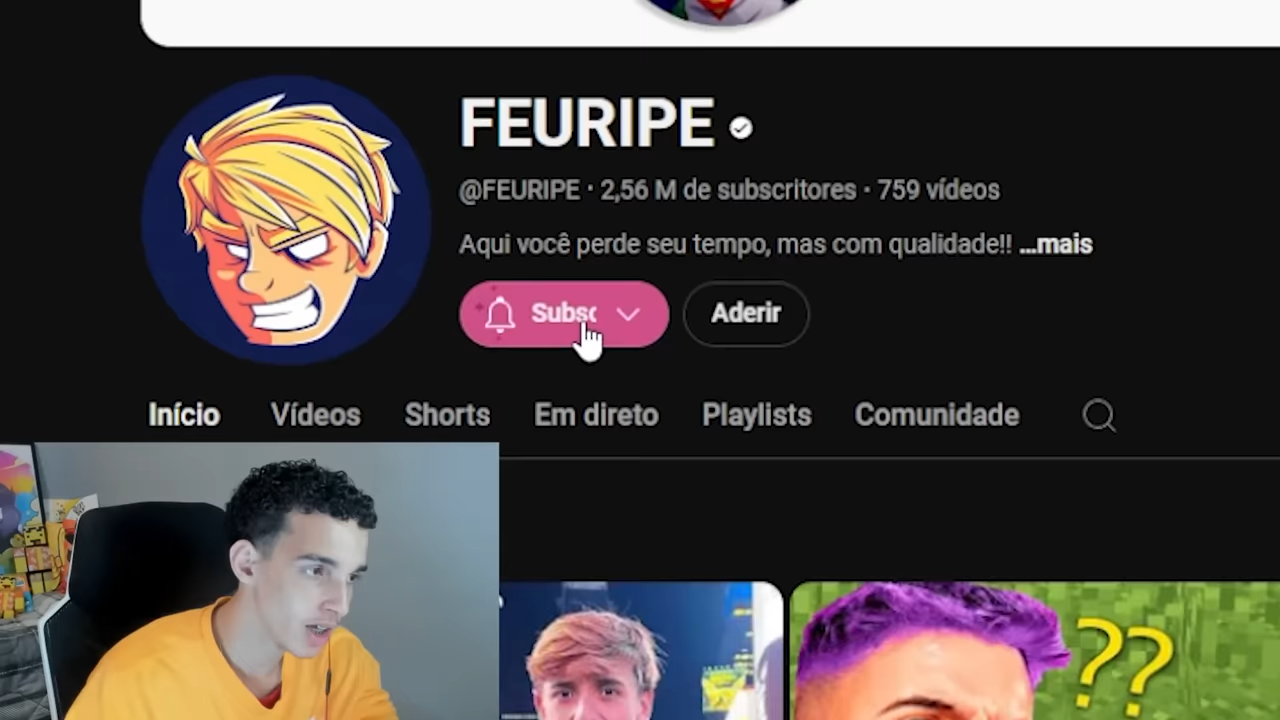 FEURIPE
@FEURIPE · 2,56 M de subscritores · 759 vídeos
Aqui você perde seu tempo, mas com qualidade!! ...mais
Subsc Aderir
Início Vídeos Shorts Em direto Playlists Comunidade
??